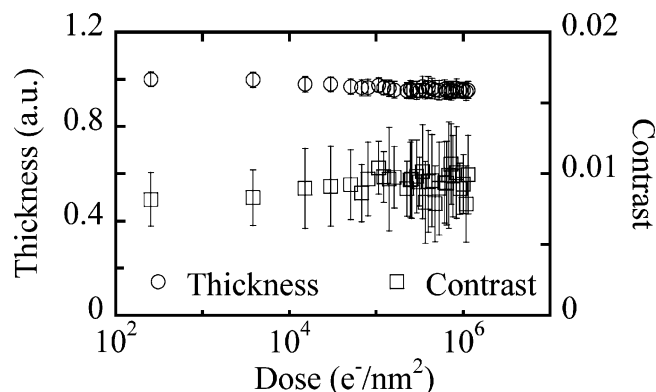 1.2
0.02
0.8
0.01
0.4
Thickness
Contrast
0
0
10²
10⁴
10⁶
Thickness (a.u.)
Contrast
Dose (e⁻/nm²)